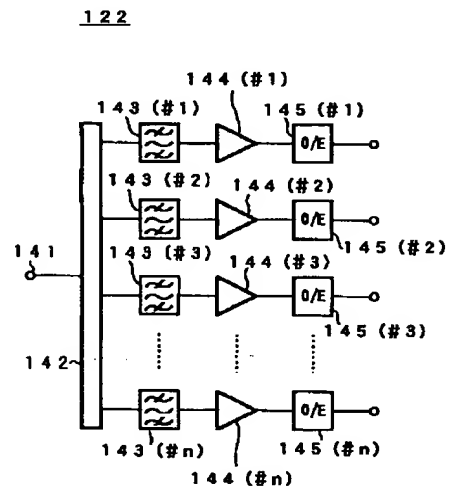 122
144 (#1)
143 (#1)
145 (#1)
O/E
143 (#2)
144 (#2)
O/E
145 (#2)
141
143 (#3)
144 (#3)
O/E
145 (#3)
142
O/E
143 (#n)
145 (#n)
144 (#n)